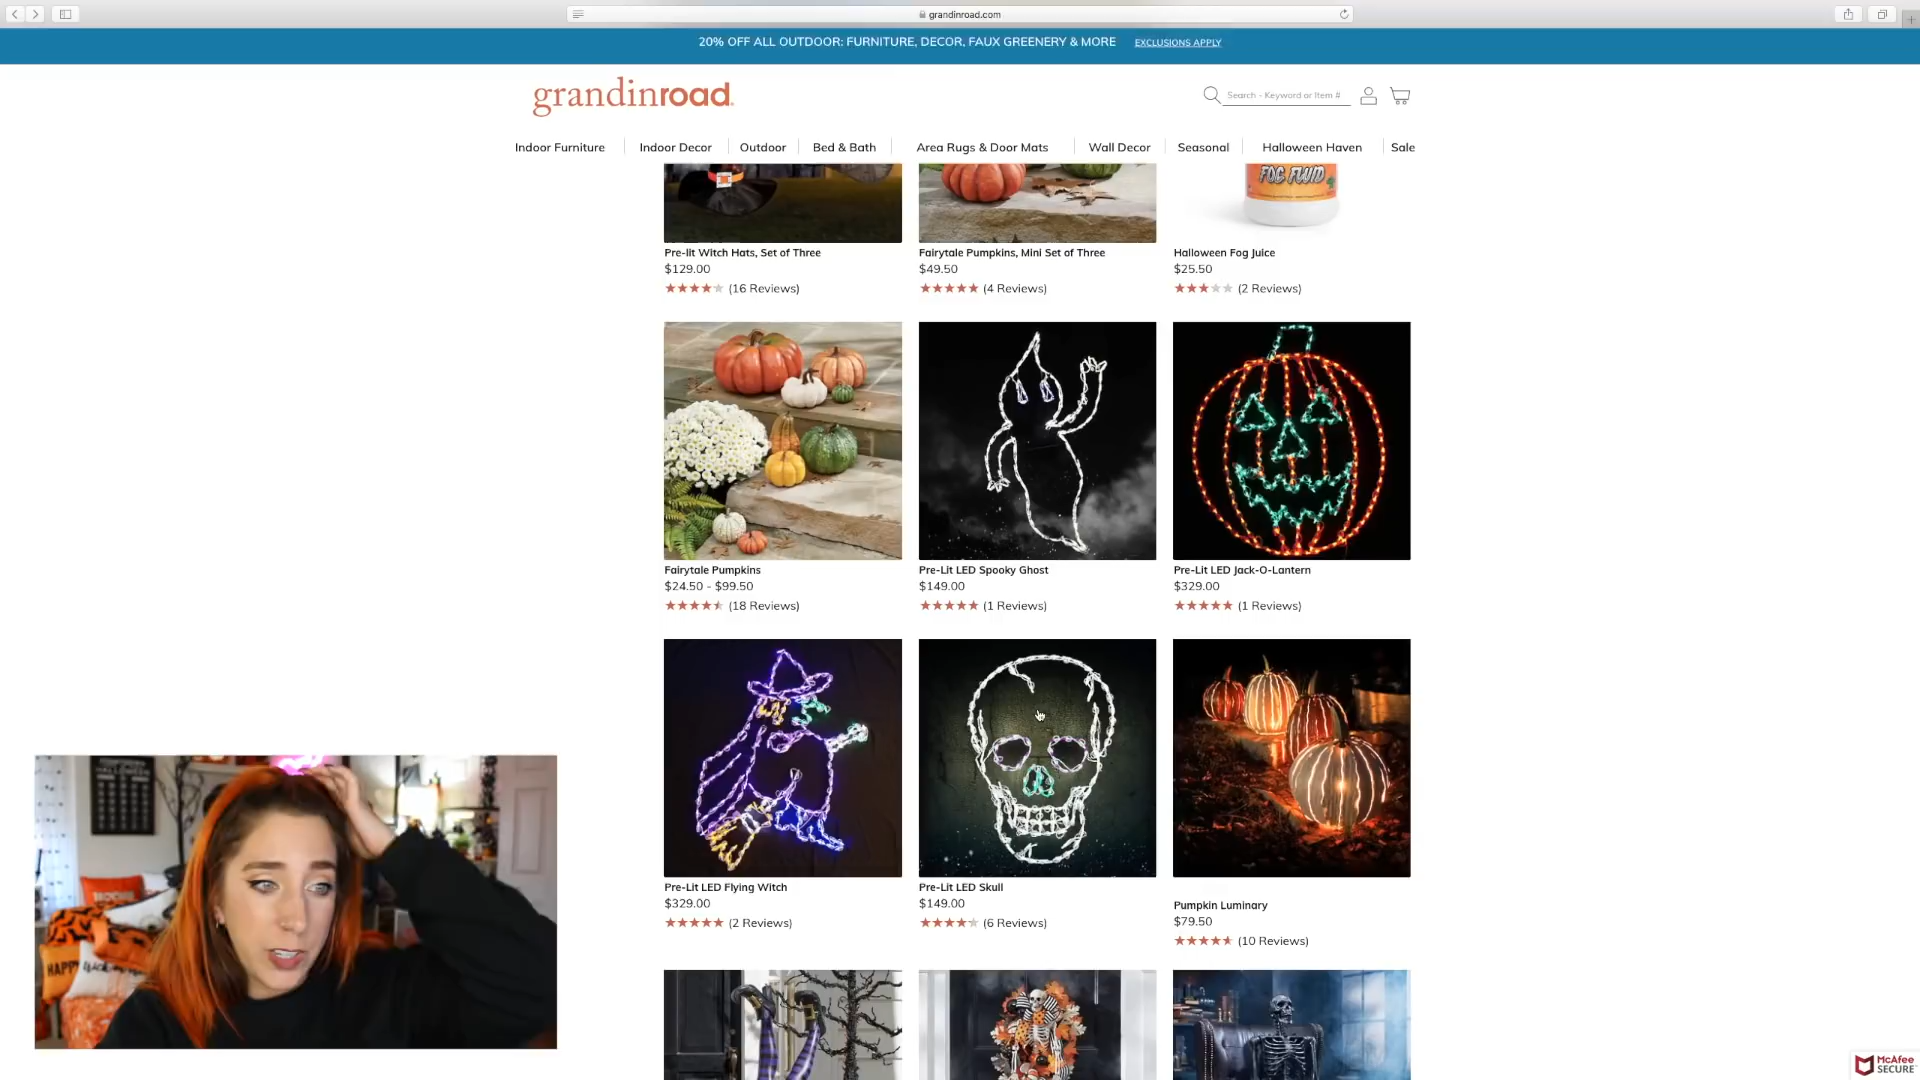 grandinroad.com
20% OFF ALL OUTDOOR: FURNITURE, DECOR, FAUX GREENERY & MORE EXCLUSIONS APPLY
grandinroad
Search - Keyword or Item #
Indoor Furniture Indoor Decor Outdoor Bed & Bath Area Rugs & Door Mats Wall Decor Seasonal Halloween Haven Sale
FOG FLUID
Pre-lit Witch Hats, Set of Three Fairytale Pumpkins, Mini Set of Three Halloween Fog Juice
$129.00 $49.50 $25.50
(16 Reviews) (4 Reviews) (2 Reviews)
Fairytale Pumpkins Pre-Lit LED Spooky Ghost Pre-Lit LED Jack-O-Lantern
$24.50 - $99.50 $149.00 $329.00
(18 Reviews) (1 Reviews) (1 Reviews)
Pre-Lit LED Flying Witch Pre-Lit LED Skull Pumpkin Luminary
$329.00 $149.00 $79.50
(2 Reviews) (6 Reviews) (10 Reviews)
HALLOWEEN
HAPPY
McAfee
SECURE